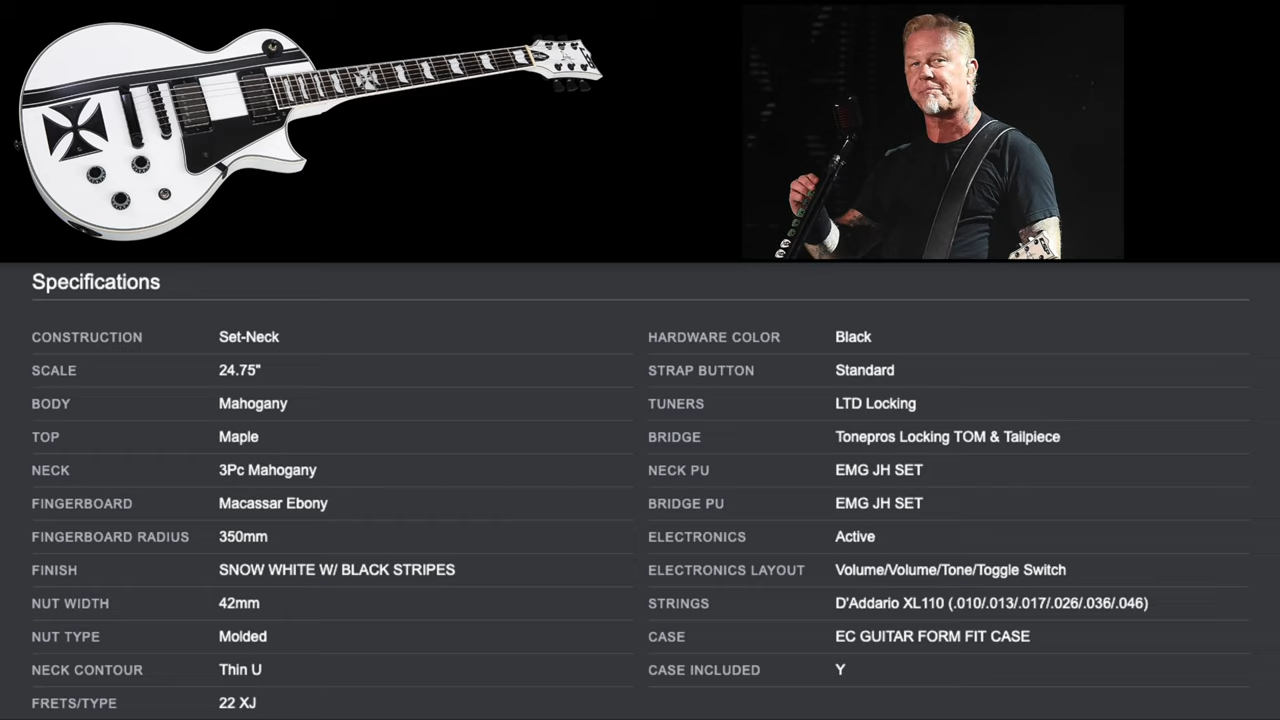 Specifications
CONSTRUCTION Set-Neck
SCALE 24.75"
BODY Mahogany
TOP Maple
NECK 3Pc Mahogany
FINGERBOARD Macassar Ebony
FINGERBOARD RADIUS 350mm
FINISH SNOW WHITE W/ BLACK STRIPES
NUT WIDTH 42mm
NUT TYPE Molded
NECK CONTOUR Thin U
FRETS/TYPE 22 XJ
HARDWARE COLOR Black
STRAP BUTTON Standard
TUNERS LTD Locking
BRIDGE Tonepros Locking TOM & Tailpiece
NECK PU EMG JH SET
BRIDGE PU EMG JH SET
ELECTRONICS Active
ELECTRONICS LAYOUT Volume/Volume/Tone/Toggle Switch
STRINGS D'Addario XL110 (.010/.013/.017/.026/.036/.046)
CASE EC GUITAR FORM FIT CASE
CASE INCLUDED Y